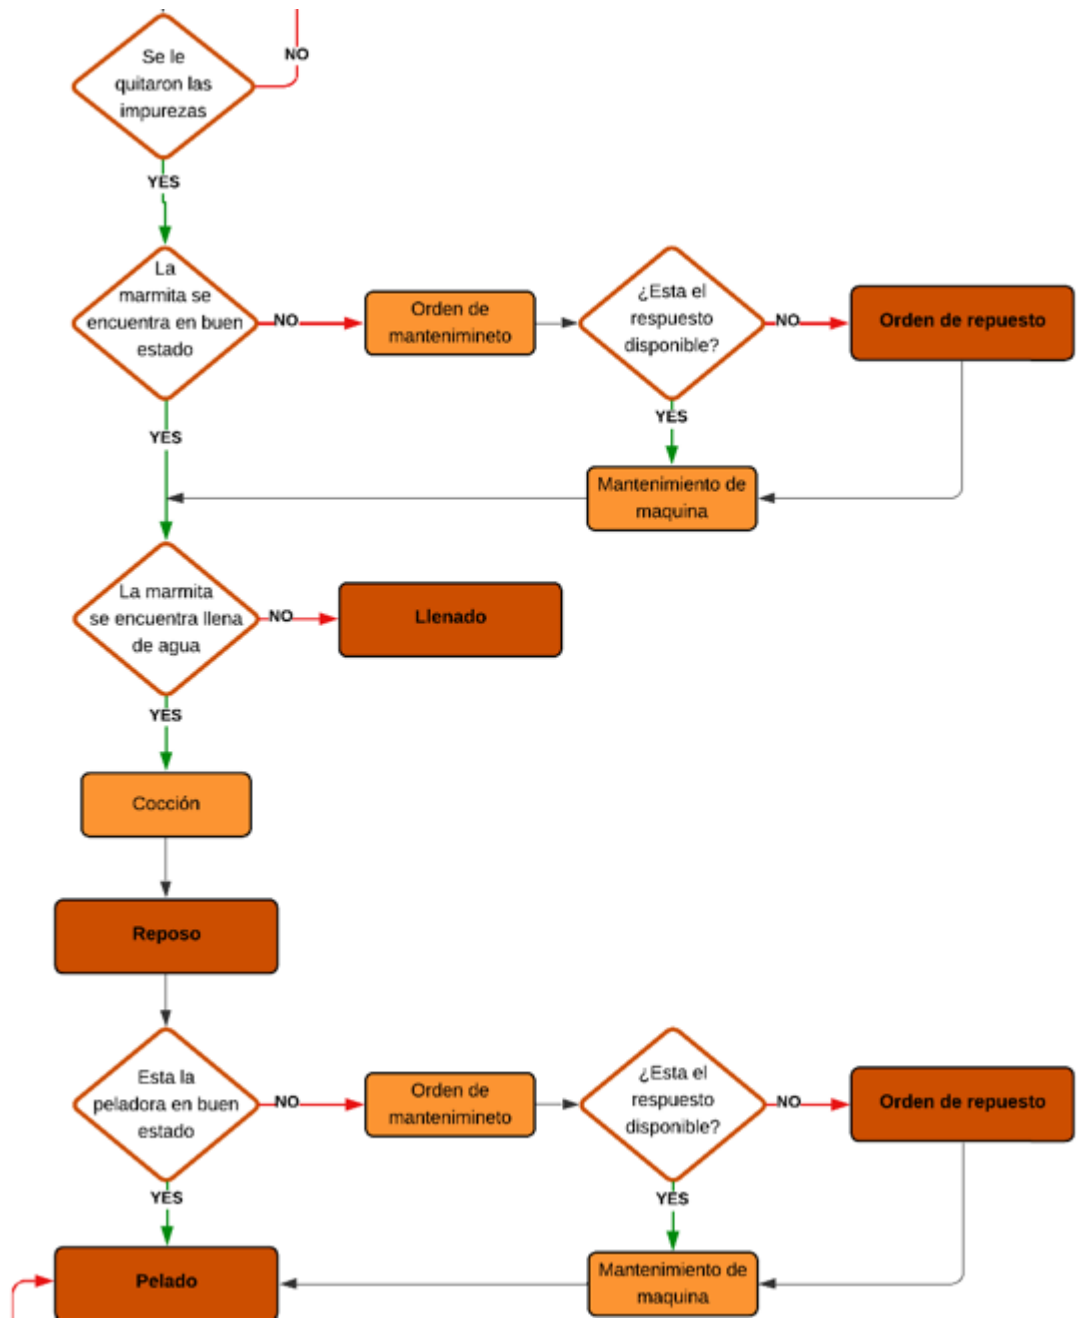 Se le
quitaron las
impurezas
NO
YES
La
marmita se
encuentra en buen
estado
NO
Orden de
mantenimineto
¿Esta el
respuesto
disponible?
NO
Orden de repuesto
YES
YES
Mantenimiento de
maquina
La marmita
se encuentra llena
de agua
NO
Llenado
YES
Cocción
Reposo
Esta la
peladora en buen
estado
NO
Orden de
mantenimineto
¿Esta el
respuesto
disponible?
NO
Orden de repuesto
YES
YES
Pelado
Mantenimiento de
maquina